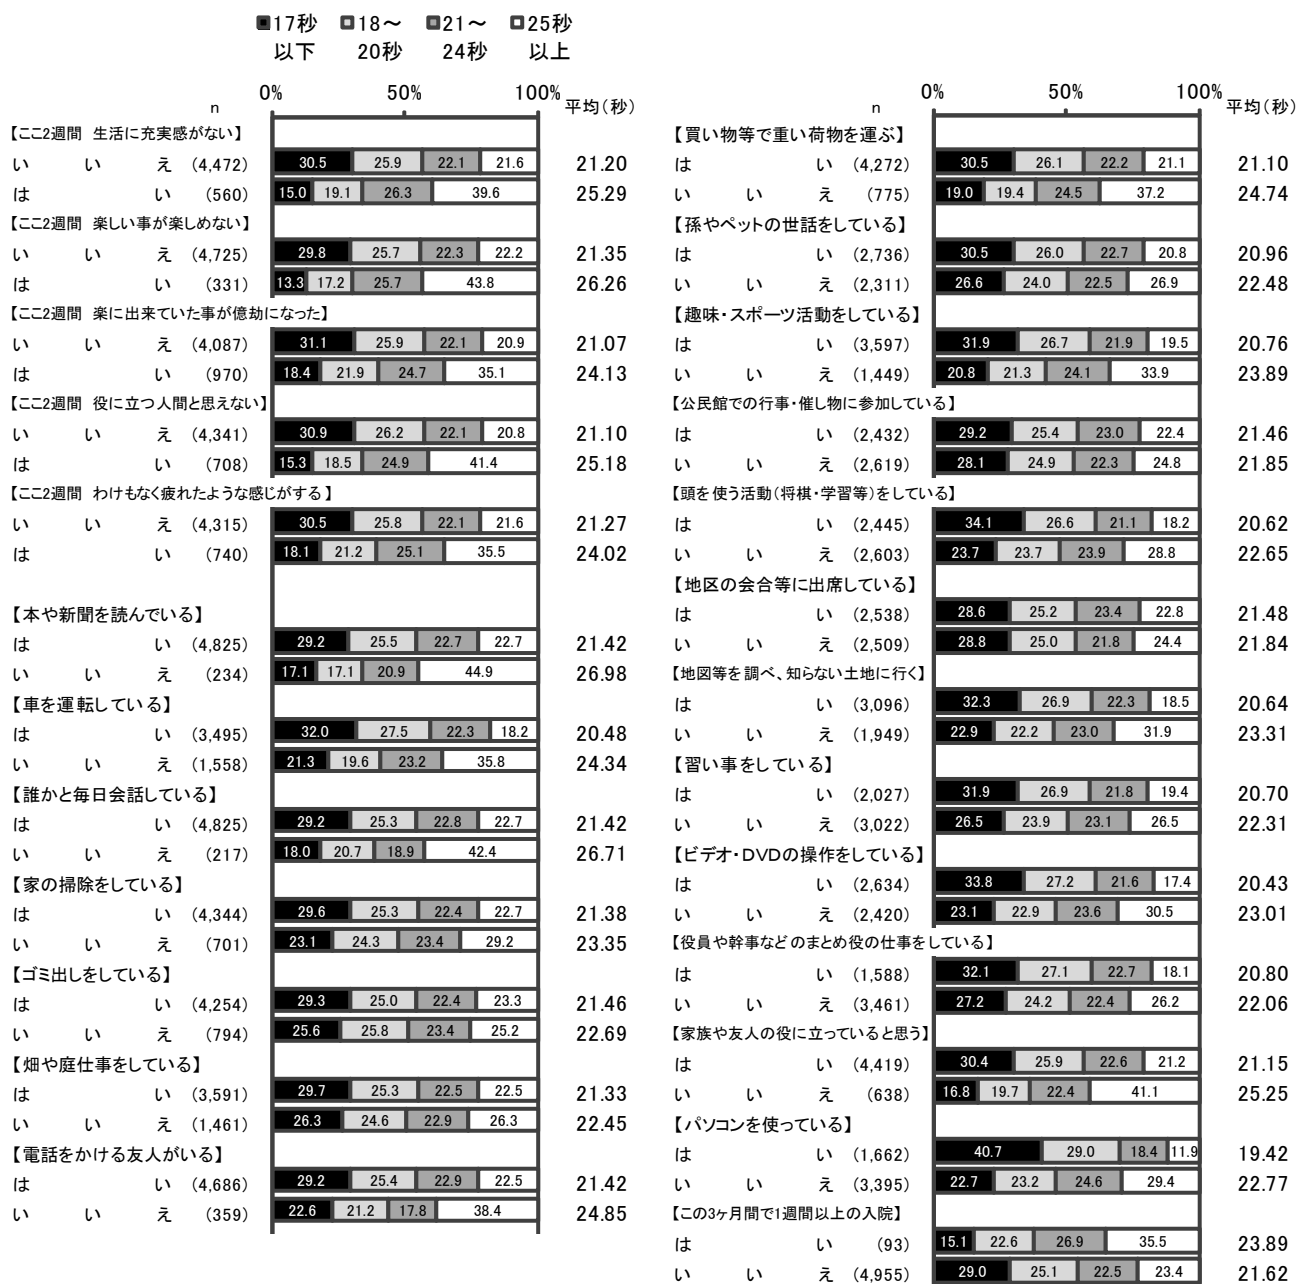 ■17秒以下 □18～20秒 ■21～24秒 □25秒以上
n 0% 50% 100% 平均（秒）
【ここ2週間 生活に充実感がない】
いいえ (4,472) 30.5 25.9 22.1 21.6 21.20
はい (560) 15.0 19.1 26.3 39.6 25.29
【ここ2週間 楽しい事が楽しめない】
いいえ (4,725) 29.8 25.7 22.3 22.2 21.35
はい (331) 13.3 17.2 25.7 43.8 26.26
【ここ2週間 楽に出来ていた事が億劫になった】
いいえ (4,087) 31.1 25.9 22.1 20.9 21.07
はい (970) 18.4 21.9 24.7 35.1 24.13
【ここ2週間 役に立つ人間と思えない】
いいえ (4,341) 30.9 26.2 22.1 20.8 21.10
はい (708) 15.3 18.5 24.9 41.4 25.18
【ここ2週間 わけもなく疲れたような感じがする】
いいえ (4,315) 30.5 25.8 22.1 21.6 21.27
はい (740) 18.1 21.2 25.1 35.5 24.02
【本や新聞を読んでいる】
はい (4,825) 29.2 25.5 22.7 22.7 21.42
いいえ (234) 17.1 17.1 20.9 44.9 26.98
【車を運転している】
はい (3,495) 32.0 27.5 22.3 18.2 20.48
いいえ (1,558) 21.3 19.6 23.2 35.8 24.34
【誰かと毎日会話している】
はい (4,825) 29.2 25.3 22.8 22.7 21.42
いいえ (217) 18.0 20.7 18.9 42.4 26.71
【家の掃除をしている】
はい (4,344) 29.6 25.3 22.4 22.7 21.38
いいえ (701) 23.1 24.3 23.4 29.2 23.35
【ゴミ出しをしている】
はい (4,254) 29.3 25.0 22.4 23.3 21.46
いいえ (794) 25.6 25.8 23.4 25.2 22.69
【畑や庭仕事をしている】
はい (3,591) 29.7 25.3 22.5 22.5 21.33
いいえ (1,461) 26.3 24.6 22.9 26.3 22.45
【電話をかける友人がいる】
はい (4,686) 29.2 25.4 22.9 22.5 21.42
いいえ (359) 22.6 21.2 17.8 38.4 24.85
n 0% 50% 100% 平均（秒）
【買い物等で重い荷物を運ぶ】
はい (4,272) 30.5 26.1 22.2 21.1 21.10
いいえ (775) 19.0 19.4 24.5 37.2 24.74
【孫やペットの世話をしている】
はい (2,736) 30.5 26.0 22.7 20.8 20.96
いいえ (2,311) 26.6 24.0 22.5 26.9 22.48
【趣味・スポーツ活動をしている】
はい (3,597) 31.9 26.7 21.9 19.5 20.76
いいえ (1,449) 20.8 21.3 24.1 33.9 23.89
【公民館での行事・催し物に参加している】
はい (2,432) 29.2 25.4 23.0 22.4 21.46
いいえ (2,619) 28.1 24.9 22.3 24.8 21.85
【頭を使う活動（将棋・学習等）をしている】
はい (2,445) 34.1 26.6 21.1 18.2 20.62
いいえ (2,603) 23.7 23.7 23.9 28.8 22.65
【地区の会合等に出席している】
はい (2,538) 28.6 25.2 23.4 22.8 21.48
いいえ (2,509) 28.8 25.0 21.8 24.4 21.84
【地図等を調べ、知らない土地に行く】
はい (3,096) 32.3 26.9 22.3 18.5 20.64
いいえ (1,949) 22.9 22.2 23.0 31.9 23.31
【習い事をしている】
はい (2,027) 31.9 26.9 21.8 19.4 20.70
いいえ (3,022) 26.5 23.9 23.1 26.5 22.31
【ビデオ・DVDの操作をしている】
はい (2,634) 33.8 27.2 21.6 17.4 20.43
いいえ (2,420) 23.1 22.9 23.6 30.5 23.01
【役員や幹事などのまとめ役の仕事をしている】
はい (1,588) 32.1 27.1 22.7 18.1 20.80
いいえ (3,461) 27.2 24.2 22.4 26.2 22.06
【家族や友人の役に立っていると思う】
はい (4,419) 30.4 25.9 22.6 21.2 21.15
いいえ (638) 16.8 19.7 22.4 41.1 25.25
【パソコンを使っている】
はい (1,662) 40.7 29.0 18.4 11.9 19.42
いいえ (3,395) 22.7 23.2 24.6 29.4 22.77
【この3ヶ月間で1週間以上の入院】
はい (93) 15.1 22.6 26.9 35.5 23.89
いいえ (4,955) 29.0 25.1 22.5 23.4 21.62